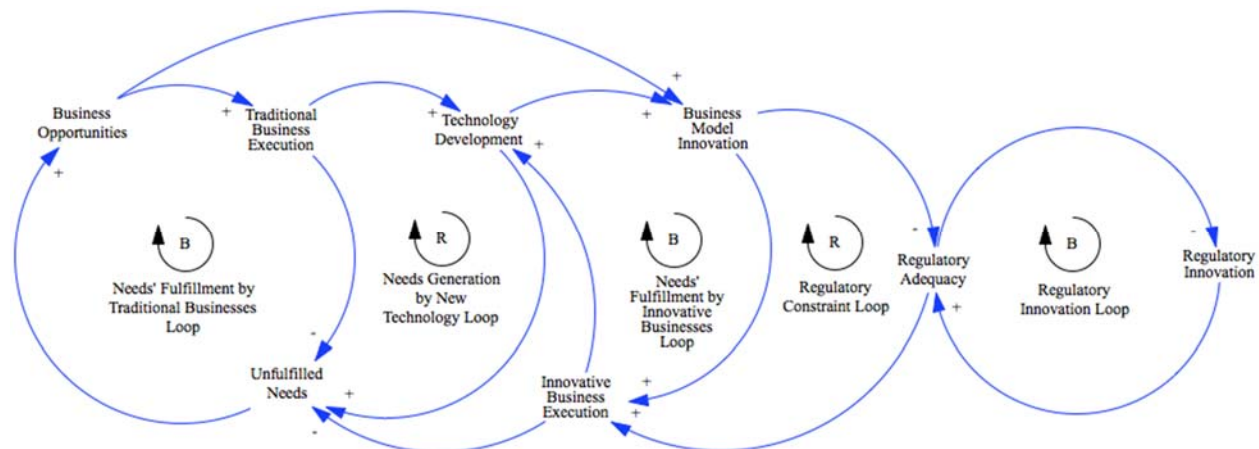 Business
Opportunities
+
+
Traditional
Business
Execution
+
Technology
Development
+
+
+
Business
Model
Innovation
B
Needs' Fulfillment by
Traditional Businesses
Loop
R
Needs Generation
by New
Technology Loop
B
Needs'
Fulfillment by
Innovative
Businesses
Loop
R
Regulatory
Constraint Loop
-
Regulatory
Adequacy
+
B
Regulatory
Innovation Loop
-
Regulatory
Innovation
-
Unfulfilled
Needs
+
-
Innovative
Business
Execution
+
+